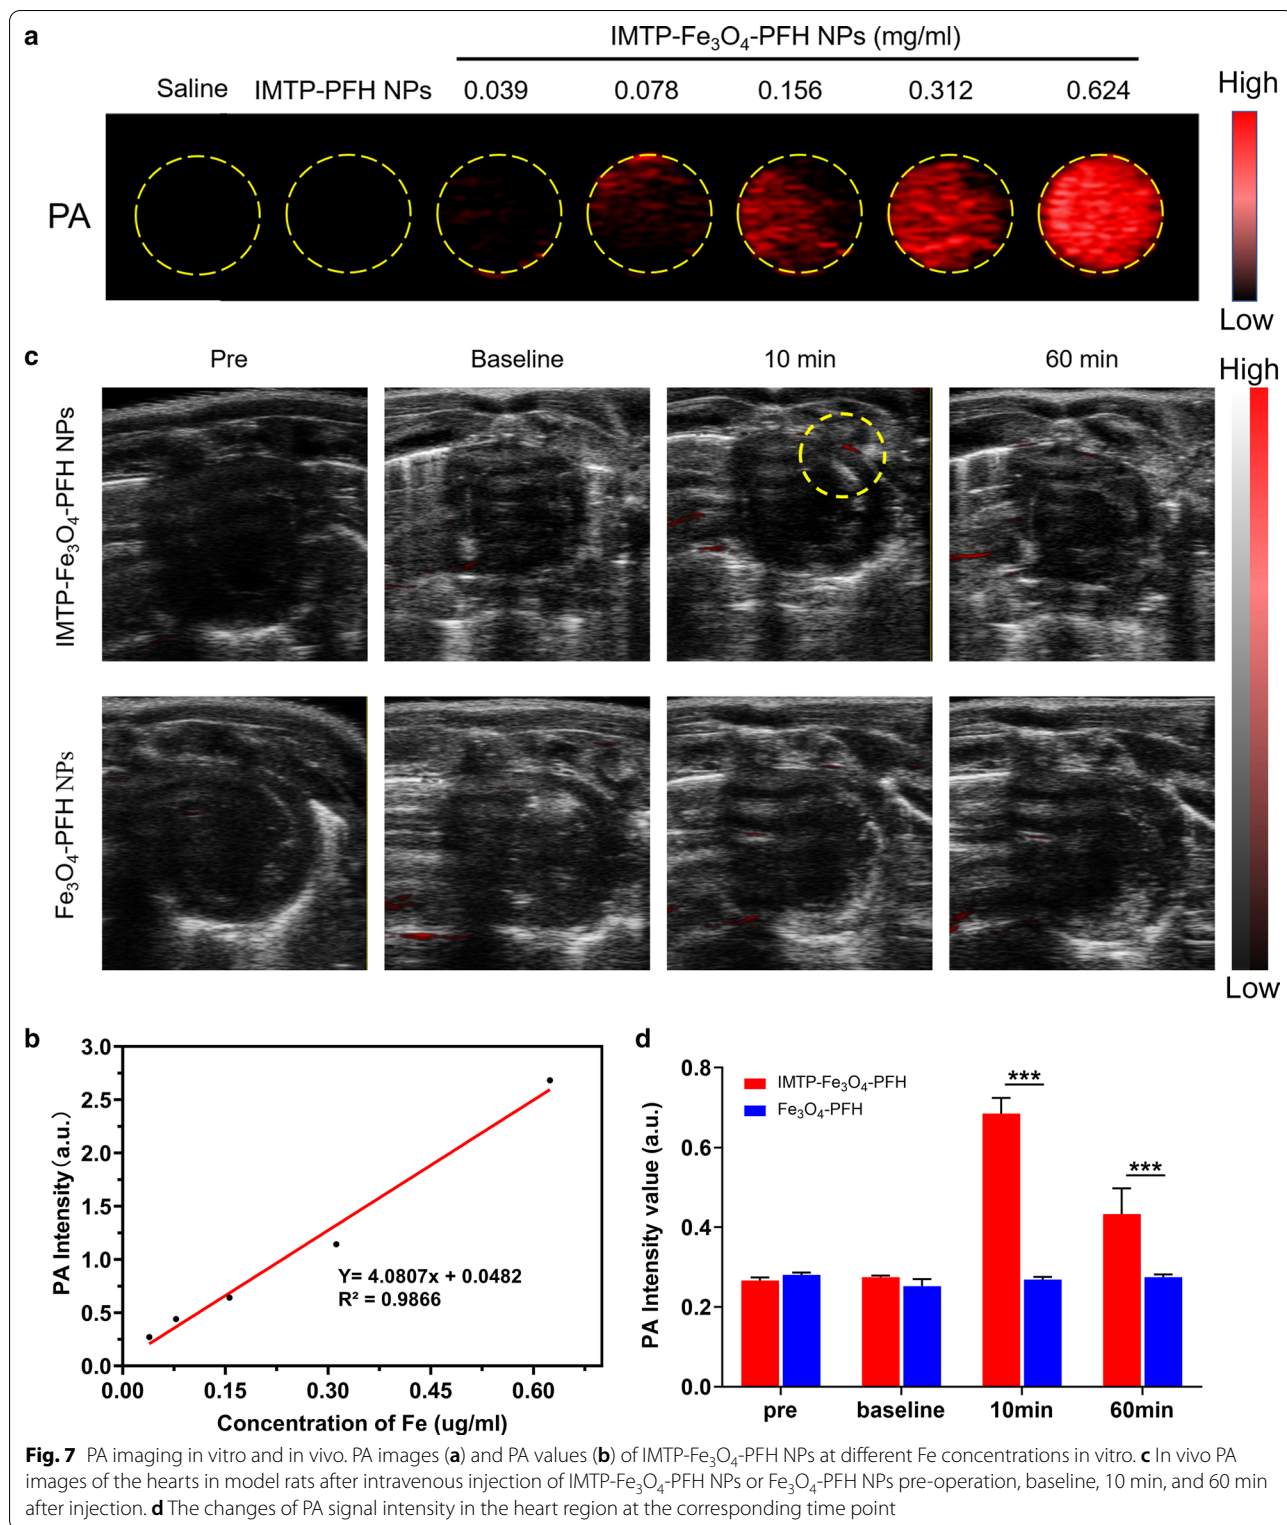 a
IMTP-Fe₃O₄-PFH NPs (mg/ml)
Saline IMTP-PFH NPs 0.039 0.078 0.156 0.312 0.624 High
PA
Low
c
Pre Baseline 10 min 60 min
High
IMTP-Fe₃O₄-PFH NPs
Fe₃O₄-PFH NPs
Low
b
3.0
2.5
2.0
1.5
1.0
0.5
0.0
PA Intensity (a.u.)
Y= 4.0807x + 0.0482
R² = 0.9866
0.00 0.15 0.30 0.45 0.60
Concentration of Fe (ug/ml)
d
0.8
0.6
0.4
0.2
0.0
PA Intensity value (a.u.)
IMTP-Fe₃O₄-PFH
Fe₃O₄-PFH
***
***
pre baseline 10min 60min
Fig. 7 PA imaging in vitro and in vivo. PA images (a) and PA values (b) of IMTP-Fe₃O₄-PFH NPs at different Fe concentrations in vitro. c In vivo PA
images of the hearts in model rats after intravenous injection of IMTP-Fe₃O₄-PFH NPs or Fe₃O₄-PFH NPs pre-operation, baseline, 10 min, and 60 min
after injection. d The changes of PA signal intensity in the heart region at the corresponding time point